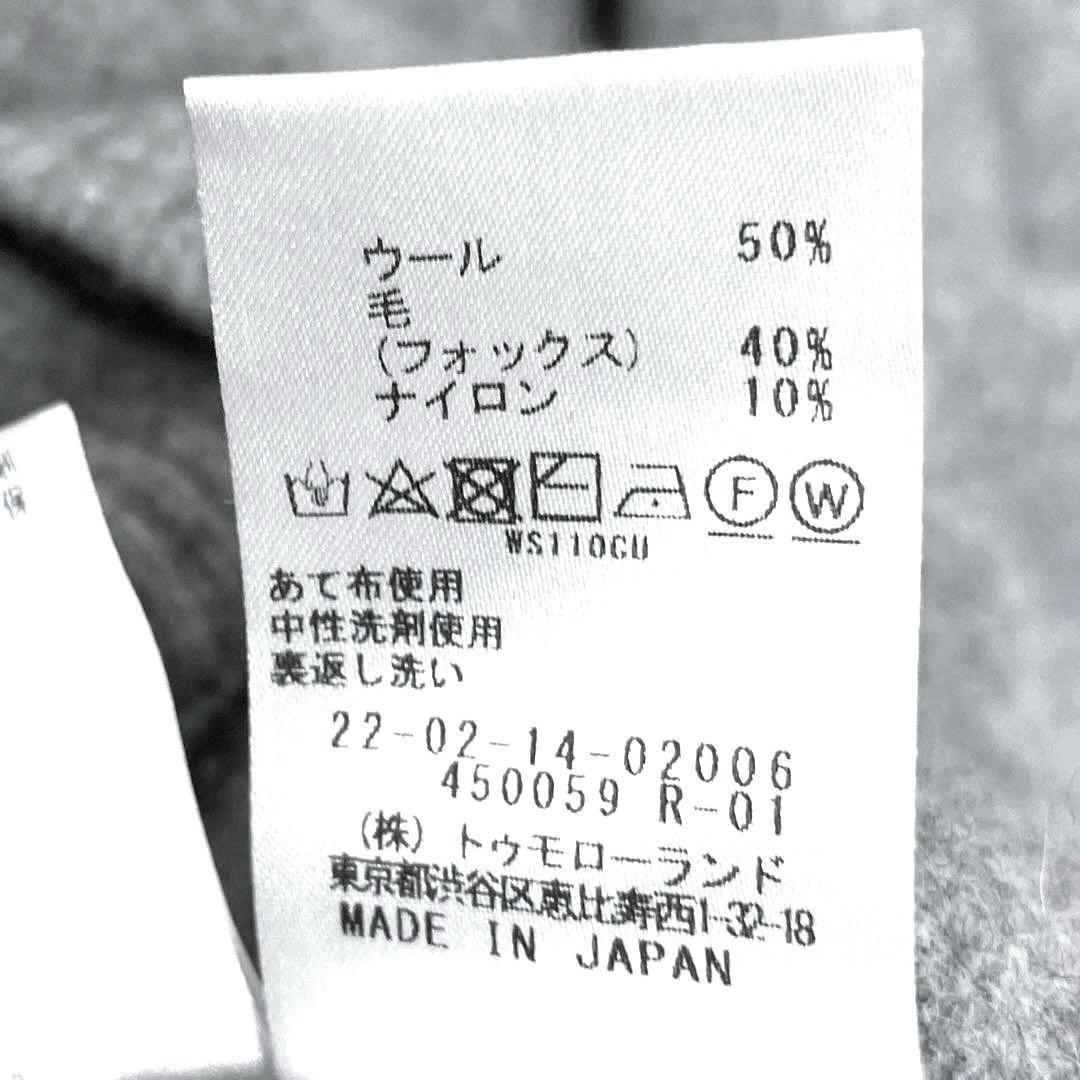 ウール 50%
毛
(フォックス) 40%
ナイロン 10%
F W
WS110GU
あて布使用
中性洗剤使用
裏返し洗い
22-02-14-02006
450059 R-01
(株) トゥモローランド
東京都渋谷区恵比寿西1-32-18
MADE IN JAPAN